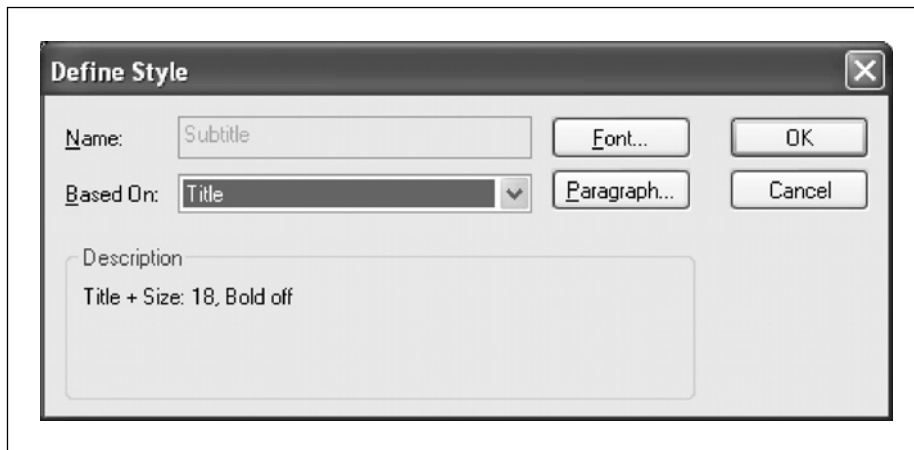 Define Style
Name: Subtitle Font... OK
Based On: Title Paragraph... Cancel
Description
Title + Size: 18, Bold off